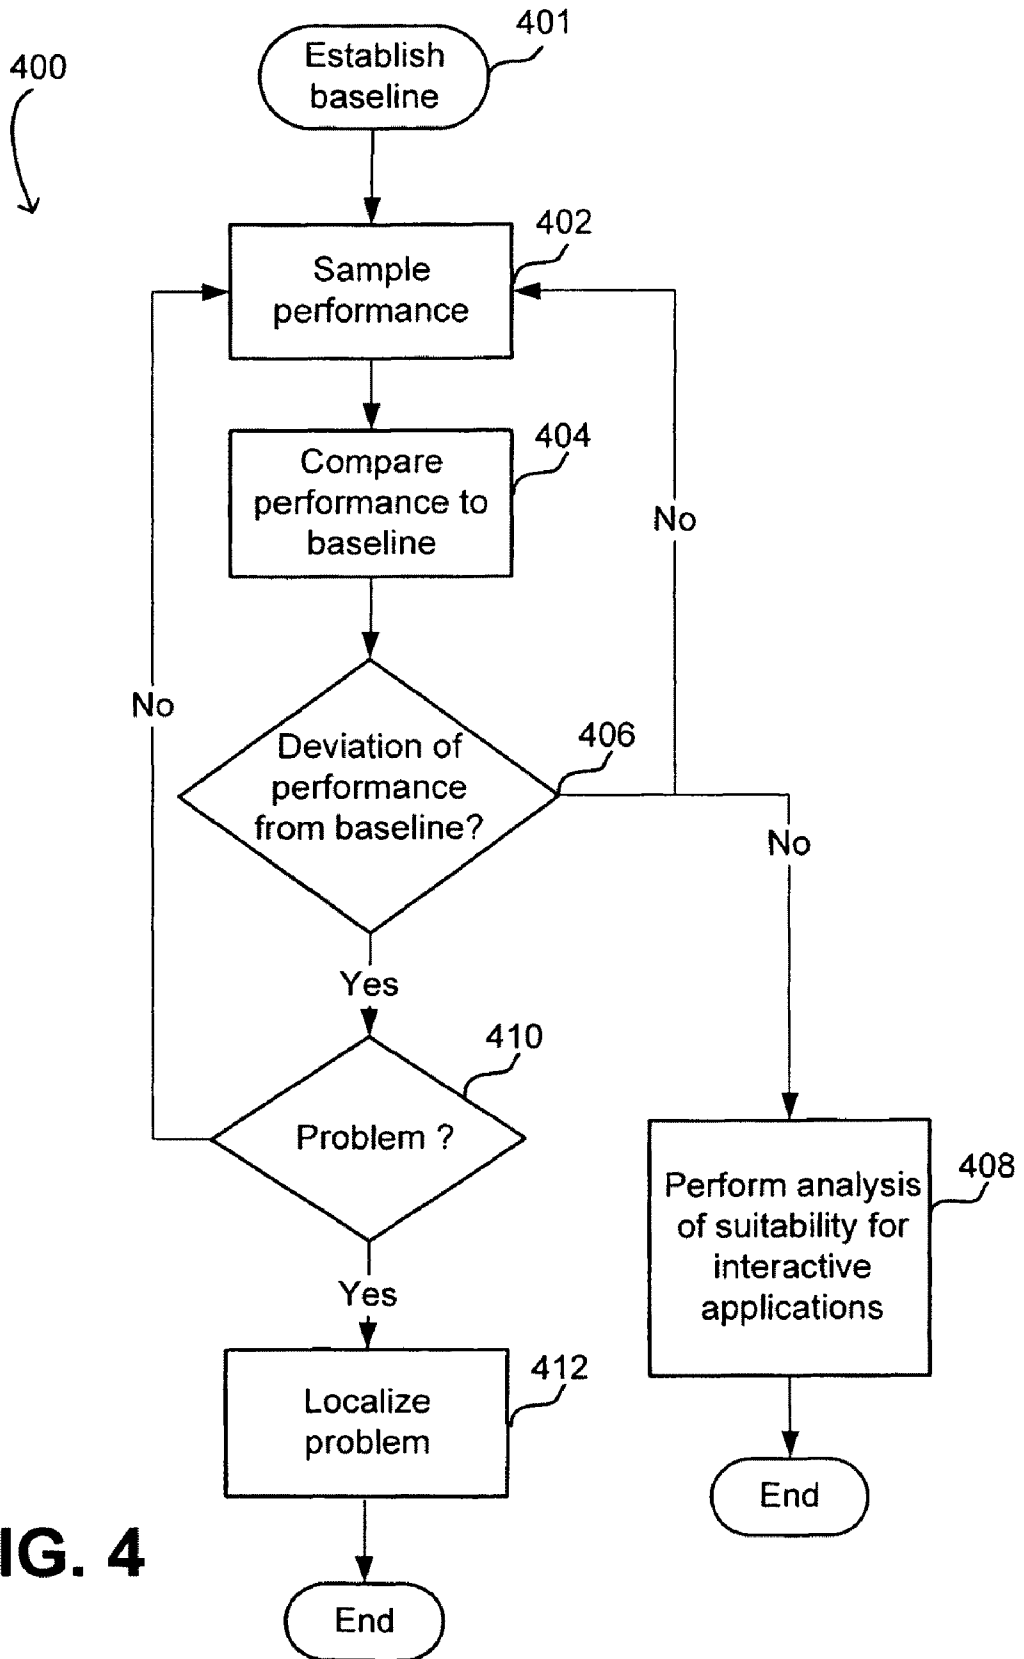 400
Establish
baseline
401
Sample
performance
402
Compare
performance to
baseline
404
No
No
Deviation of
performance
from baseline?
406
No
Yes
Problem ?
410
Perform analysis
of suitability for
interactive
applications
408
Yes
Localize
problem
412
End
IG. 4
End